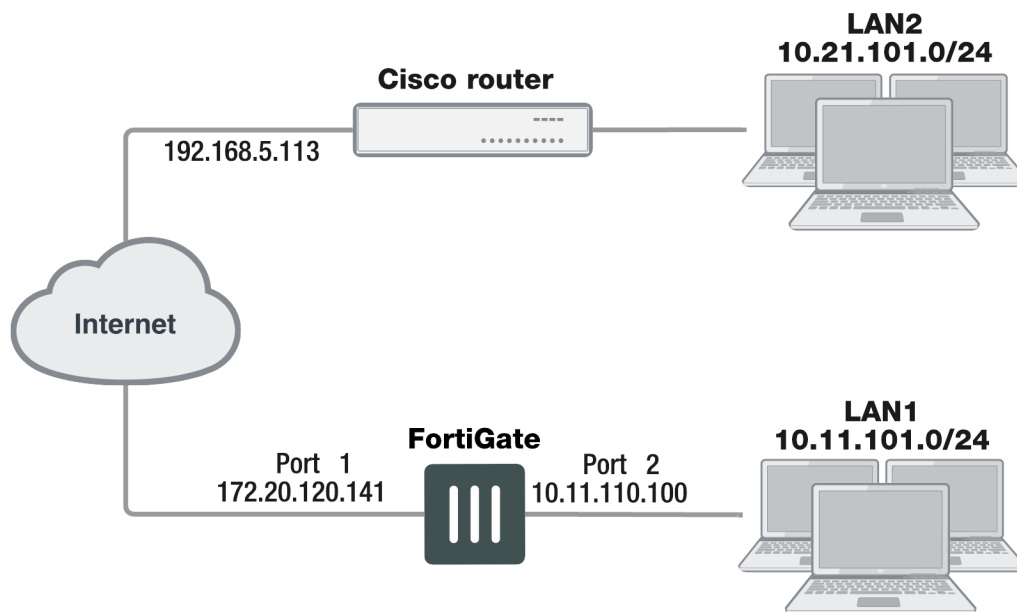 LAN2
10.21.101.0/24
Cisco router
192.168.5.113
Internet
LAN1
10.11.101.0/24
FortiGate
Port 1
172.20.120.141
Port 2
10.11.110.100